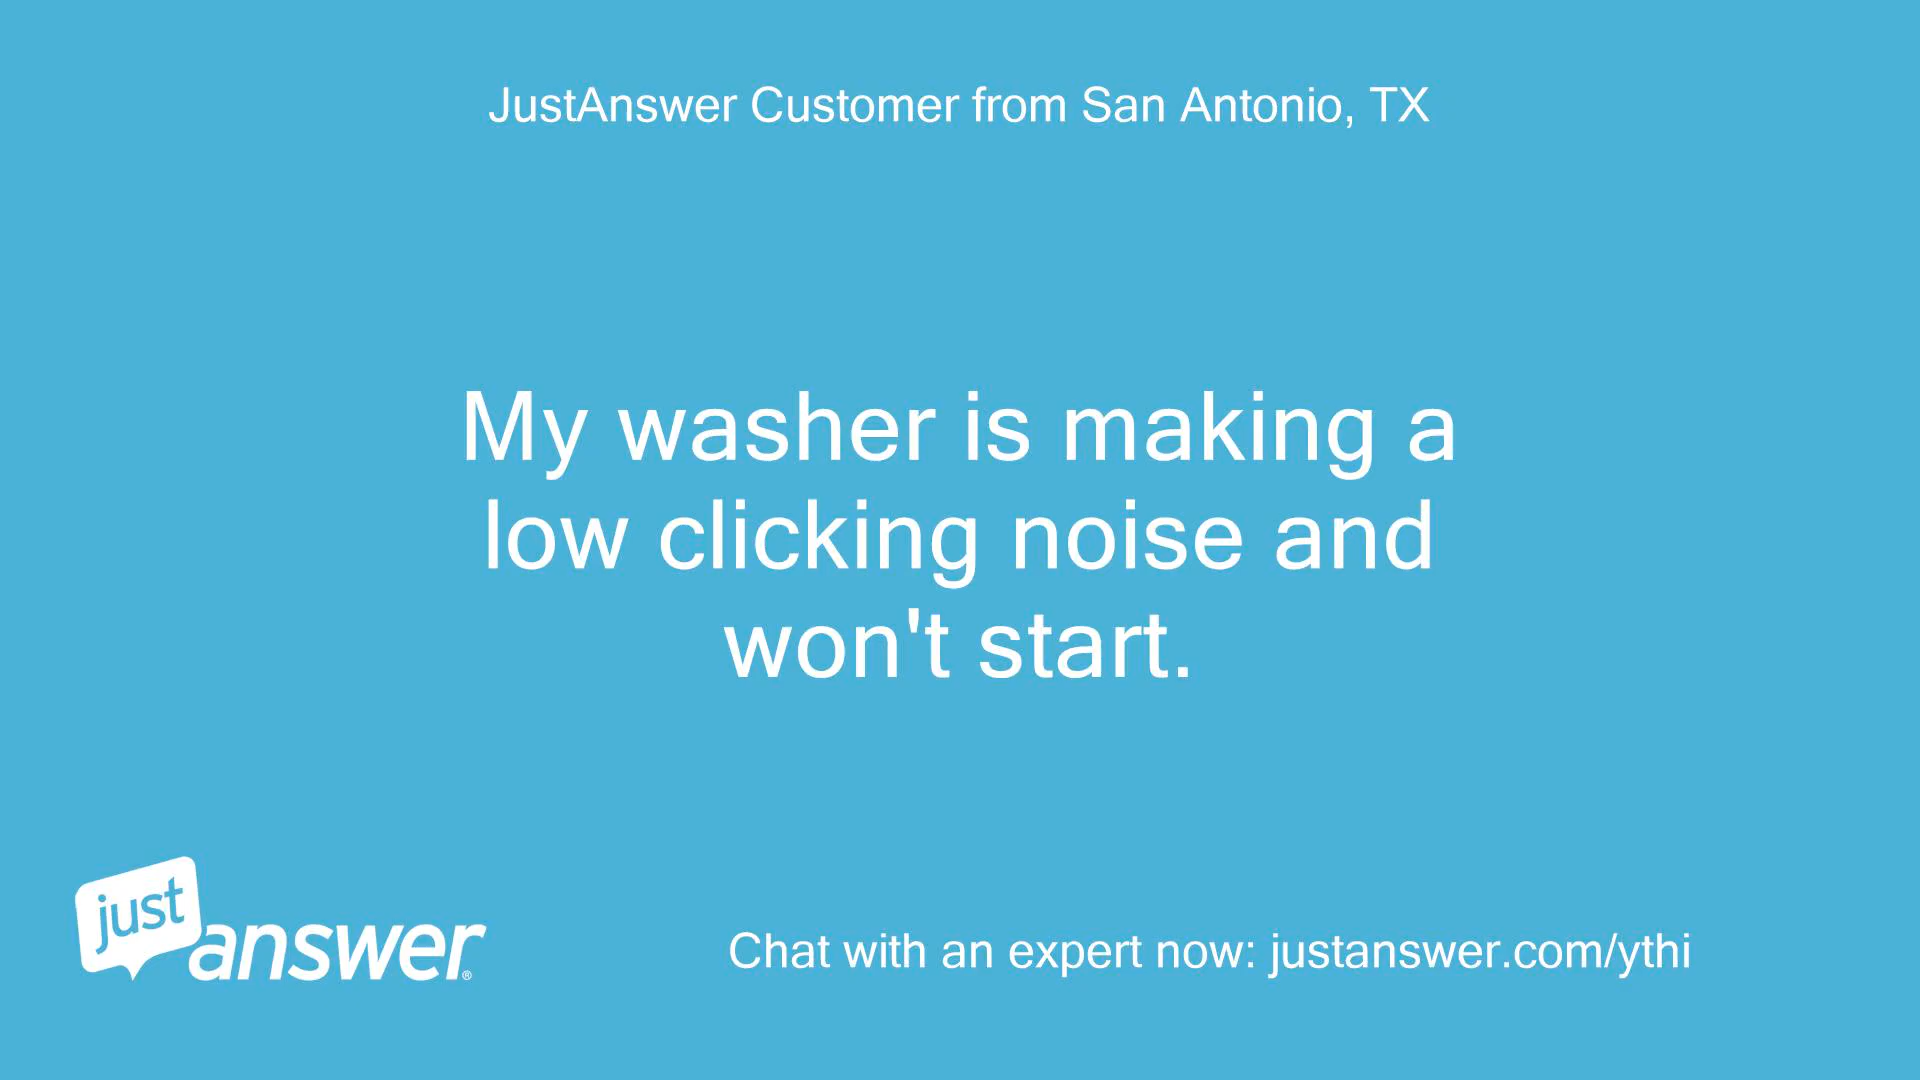 JustAnswer Customer from San Antonio, TX
My washer is making a
low clicking noise and
won't start.
just
answer®
Chat with an expert now: justanswer.com/ythi